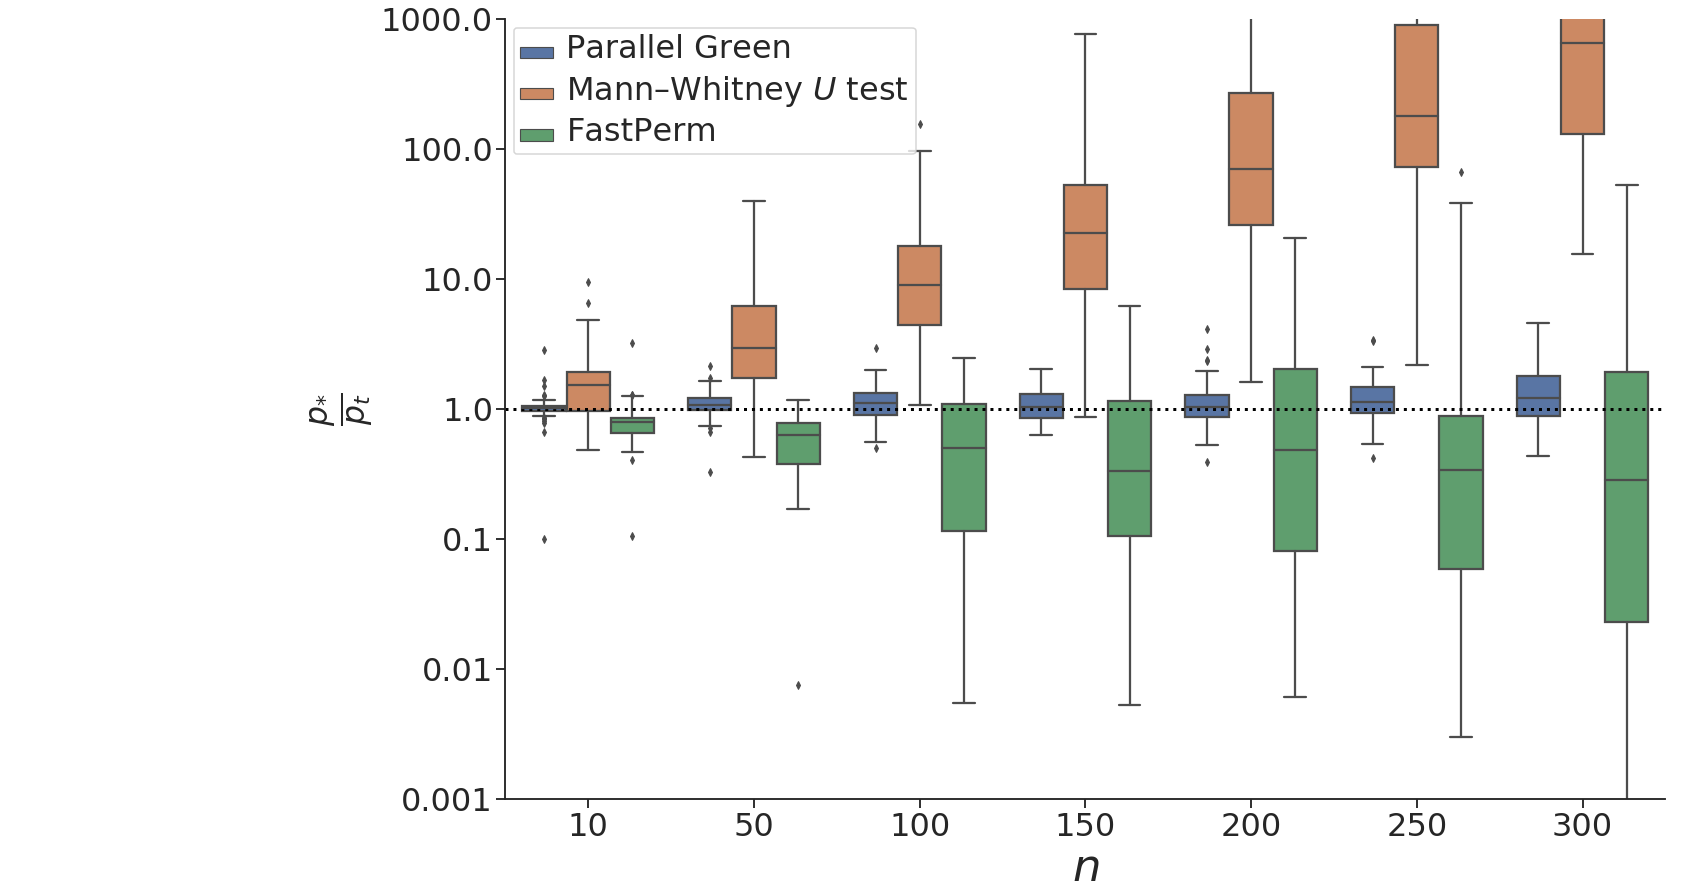 1000.0
100.0
10.0
1.0
0.1
0.01
0.001
p*
pt
Parallel Green
Mann–Whitney U test
FastPerm
10 50 100 150 200 250 300
n